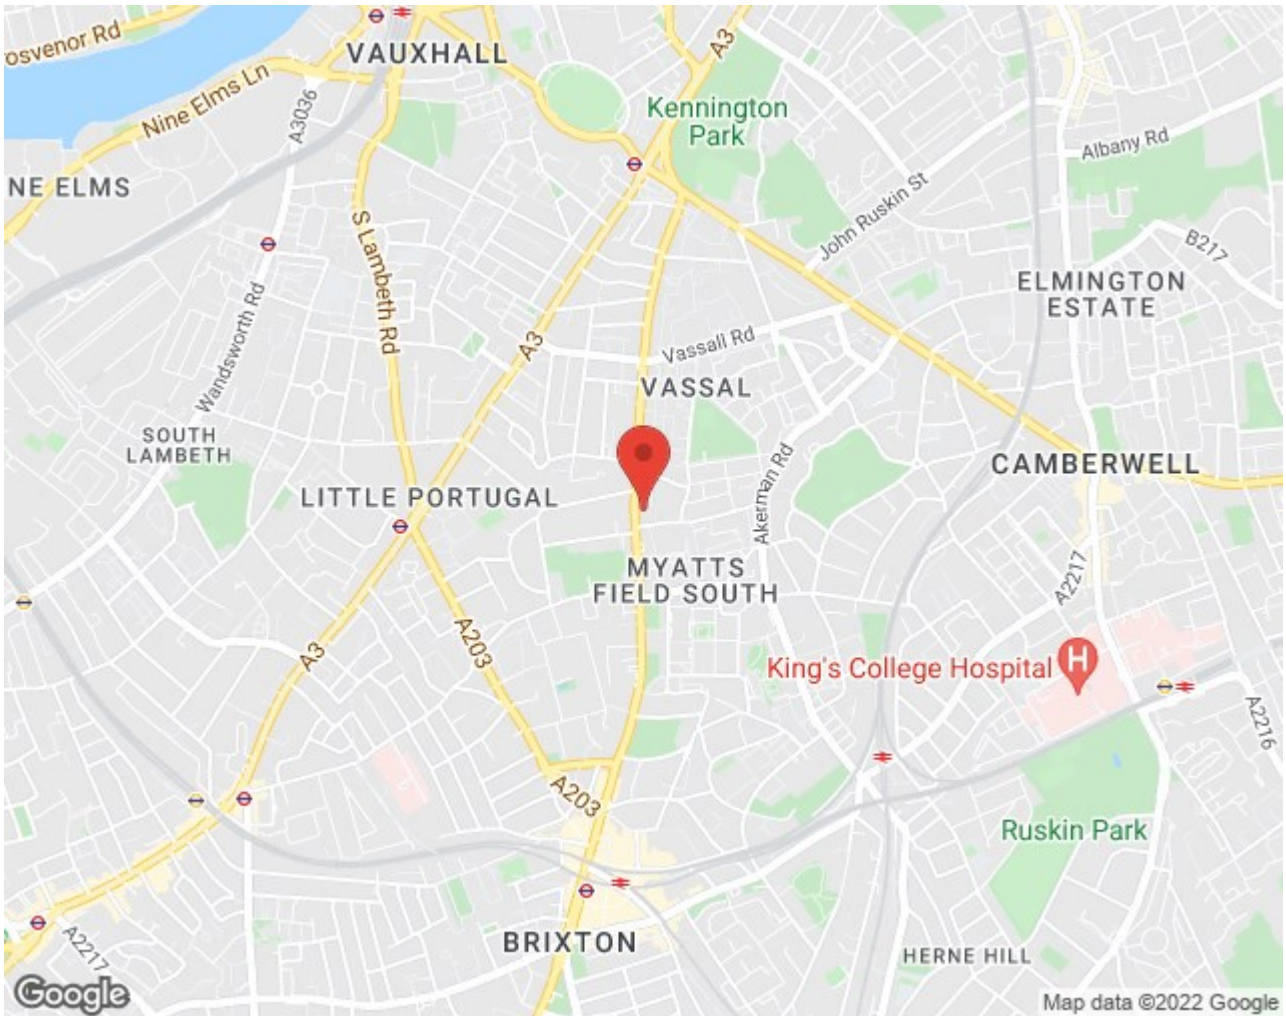 osvenor Rd
VAUXHALL
A3
Nine Elms Ln
A3036
Kennington
Park
Albany Rd
NE ELMS
John Ruskin St
S Lambeth Rd
B217
ELMINGTON
ESTATE
Wandsworth Rd
A3
Vassall Rd
VASSAL
SOUTH
LAMBETH
Akerman Rd
CAMBERWELL
LITTLE PORTUGAL
MYATTS
FIELD SOUTH
A2217
A203
A3
King's College Hospital
H
A2216
A203
Ruskin Park
BRIXTON
A2217
HERNE HILL
Google
Map data ©2022 Google